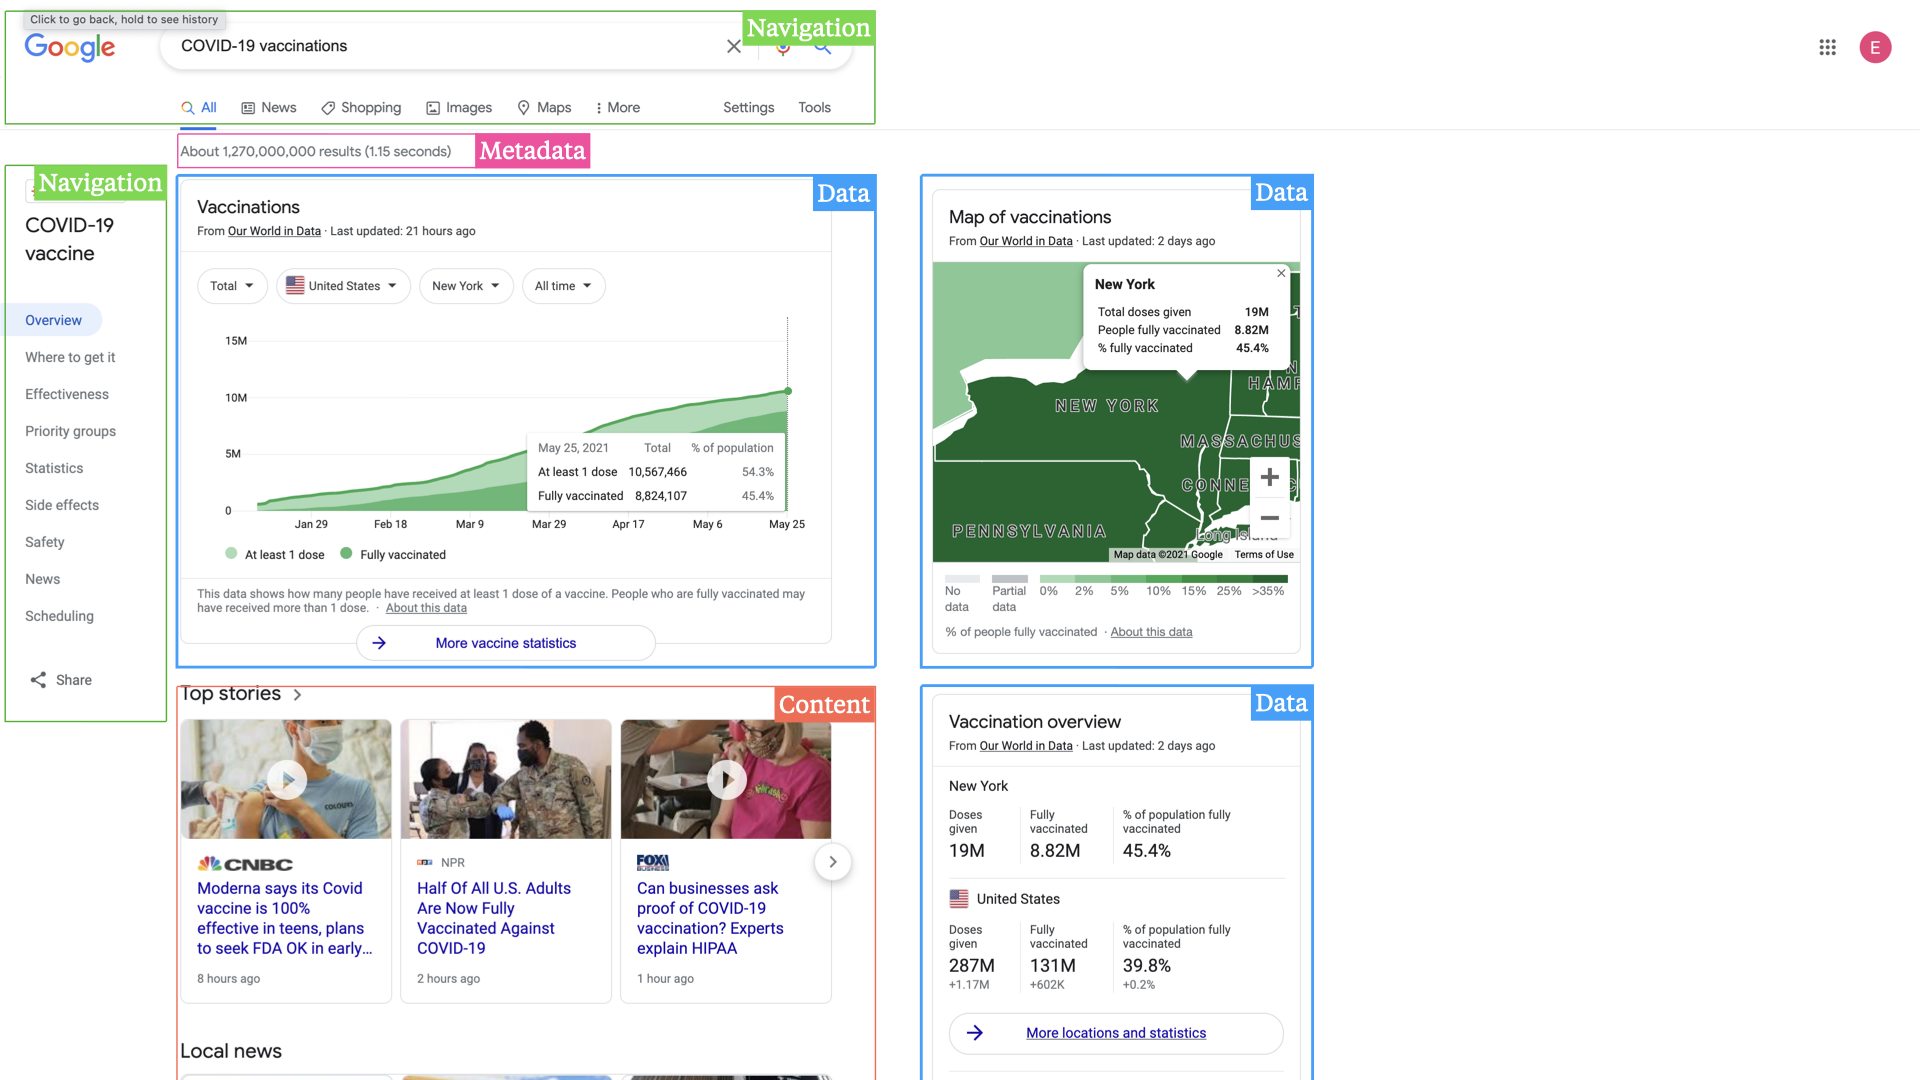 Click to go back, hold to see history
Google
COVID-19 vaccinations
Navigation
E
All
News
Shopping
Images
Maps
More
Settings
Tools
About 1,270,000,000 results (1.15 seconds)
Metadata
Navigation
COVID-19
vaccine
Overview
Where to get it
Effectiveness
Priority groups
Statistics
Side effects
Safety
News
Scheduling
Share
Data
Vaccinations
From Our World in Data · Last updated: 21 hours ago
Total
United States
New York
All time
15M
10M
5M
0
May 25, 2021 Total % of population
At least 1 dose 10,567,466 54.3%
Fully vaccinated 8,824,107 45.4%
Jan 29 Feb 18 Mar 9 Mar 29 Apr 17 May 6 May 25
At least 1 dose Fully vaccinated
This data shows how many people have received at least 1 dose of a vaccine. People who are fully vaccinated may
have received more than 1 dose. · About this data
More vaccine statistics
Data
Map of vaccinations
From Our World in Data · Last updated: 2 days ago
New York
Total doses given 19M
People fully vaccinated 8.82M
% fully vaccinated 45.4%
N
HAMP
NEW YORK
MASSACHUS
CONNE C
PENNSYLVANIA
Long Island
Map data ©2021 Google Terms of Use
No
data
Partial
data
0% 2% 5% 10% 15% 25% >35%
% of people fully vaccinated · About this data
Content
Top stories
COLOURS
CNBC
Moderna says its Covid
vaccine is 100%
effective in teens, plans
to seek FDA OK in early...
8 hours ago
NPR
Half Of All U.S. Adults
Are Now Fully
Vaccinated Against
COVID-19
2 hours ago
FOX
BUSINESS
Can businesses ask
proof of COVID-19
vaccination? Experts
explain HIPAA
1 hour ago
Local news
Data
Vaccination overview
From Our World in Data · Last updated: 2 days ago
New York
Doses
given
19M
Fully
vaccinated
8.82M
% of population fully
vaccinated
45.4%
United States
Doses
given
287M
+1.17M
Fully
vaccinated
131M
+602K
% of population fully
vaccinated
39.8%
+0.2%
More locations and statistics